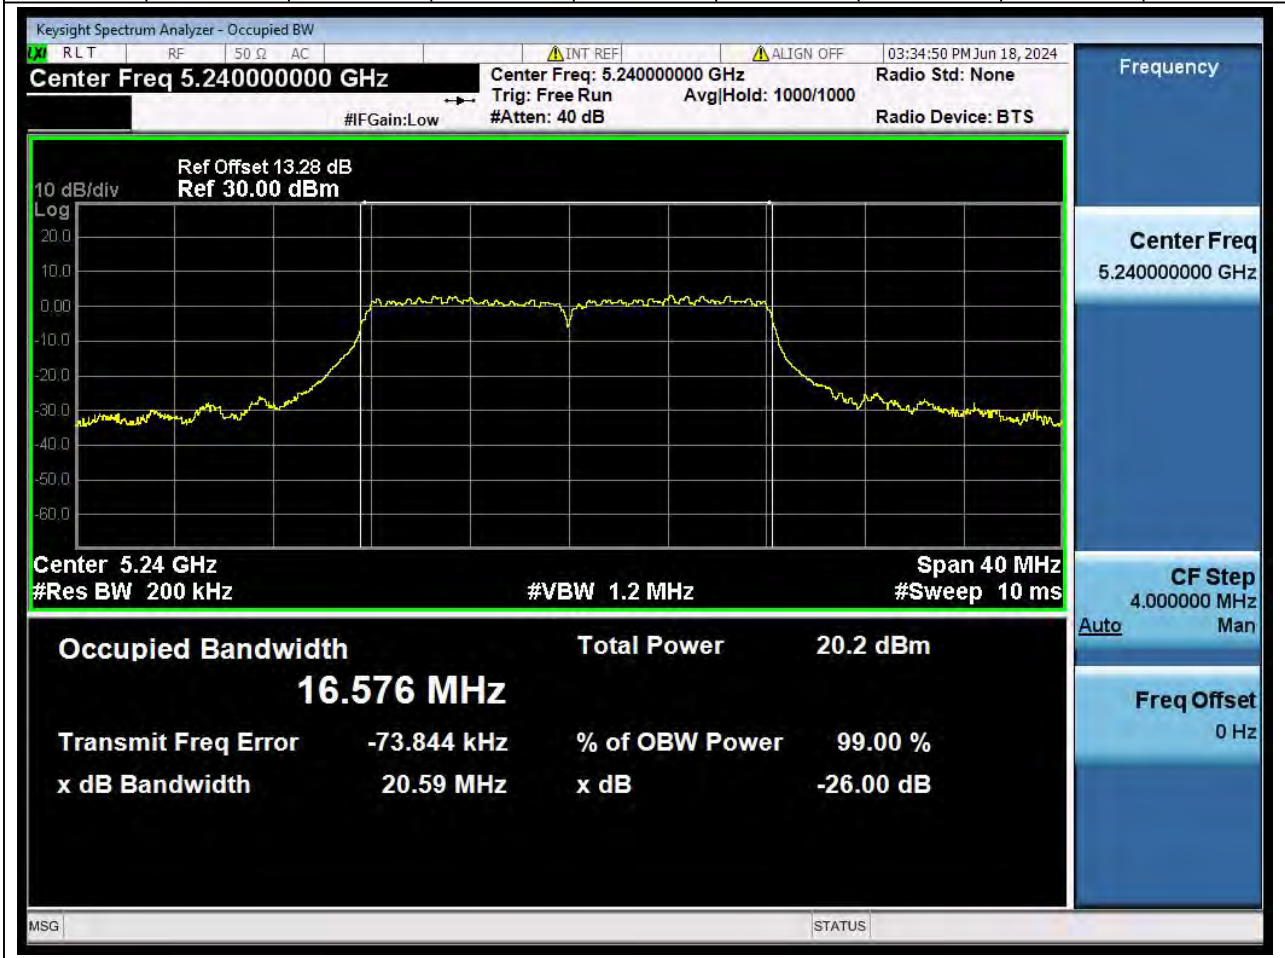 Keysight Spectrum Analyzer - Occupied BW
LXI RLT RF 50 Ω AC INT REF ALIGN OFF 03:34:50 PM Jun 18, 2024
Center Freq 5.240000000 GHz
Center Freq: 5.240000000 GHz
Radio Std: None
Trig: Free Run Avg|Hold: 1000/1000
#IFGain:Low
#Atten: 40 dB
Radio Device: BTS
Ref Offset 13.28 dB
10 dB/div Ref 30.00 dBm
Log
20.0
10.0
0.00
-10.0
-20.0
-30.0
-40.0
-50.0
-60.0
Center 5.24 GHz Span 40 MHz
#Res BW 200 kHz #VBW 1.2 MHz #Sweep 10 ms
Occupied Bandwidth Total Power 20.2 dBm
16.576 MHz
Transmit Freq Error -73.844 kHz % of OBW Power 99.00 %
x dB Bandwidth 20.59 MHz x dB -26.00 dB
MSG STATUS
Frequency
Center Freq
5.240000000 GHz
CF Step
4.000000 MHz
Auto Man
Freq Offset
0 Hz